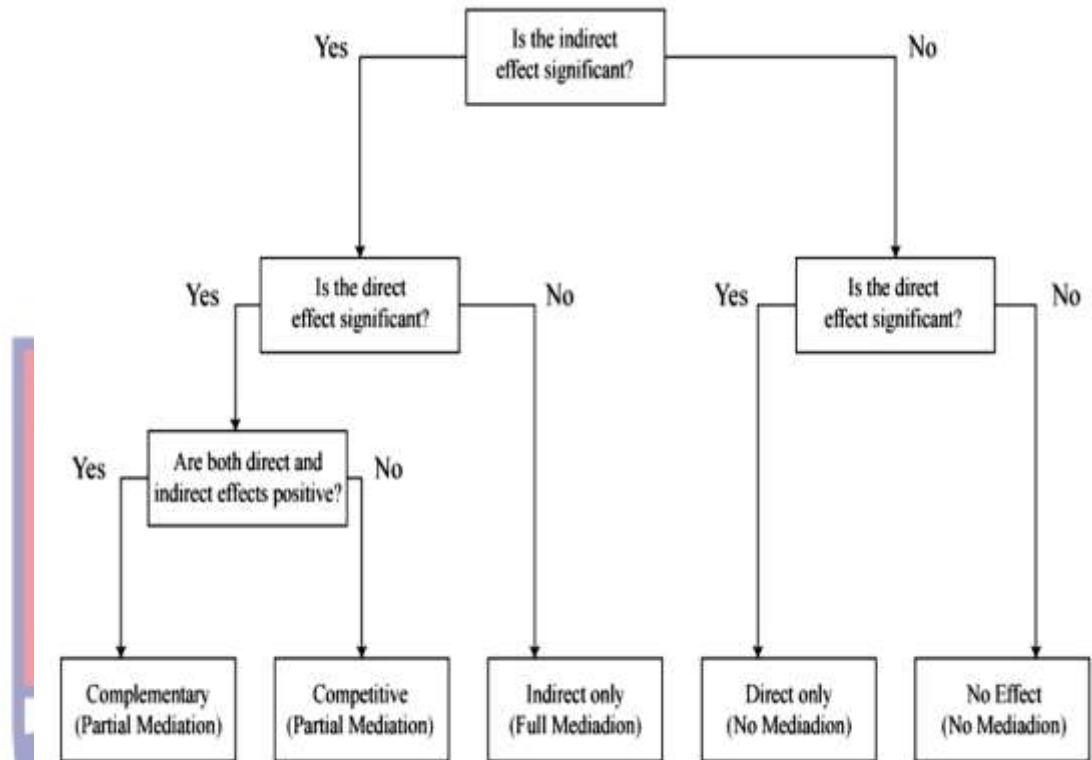 Yes
Is the indirect
effect significant?
No
Yes
Is the direct
effect significant?
No
Yes
Is the direct
effect significant?
No
Yes
Are both direct and
indirect effects positive?
No
Complementary
(Partial Mediation)
Competitive
(Partial Mediation)
Indirect only
(Full Mediadion)
Direct only
(No Mediadion)
No Effect
(No Mediadion)